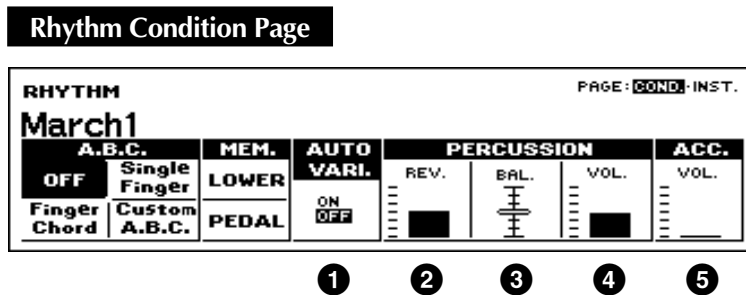 Rhythm Condition Page
RHYTHM
PAGE:COND.·INST.
March1
A.B.C.
MEM.
AUTO VARI.
PERCUSSION
ACC.
OFF
Single Finger
LOWER
REV.
BAL.
VOL.
VOL.
ON
OFF
Finger Chord
Custom A.B.C.
PEDAL
1 2 3 4 5